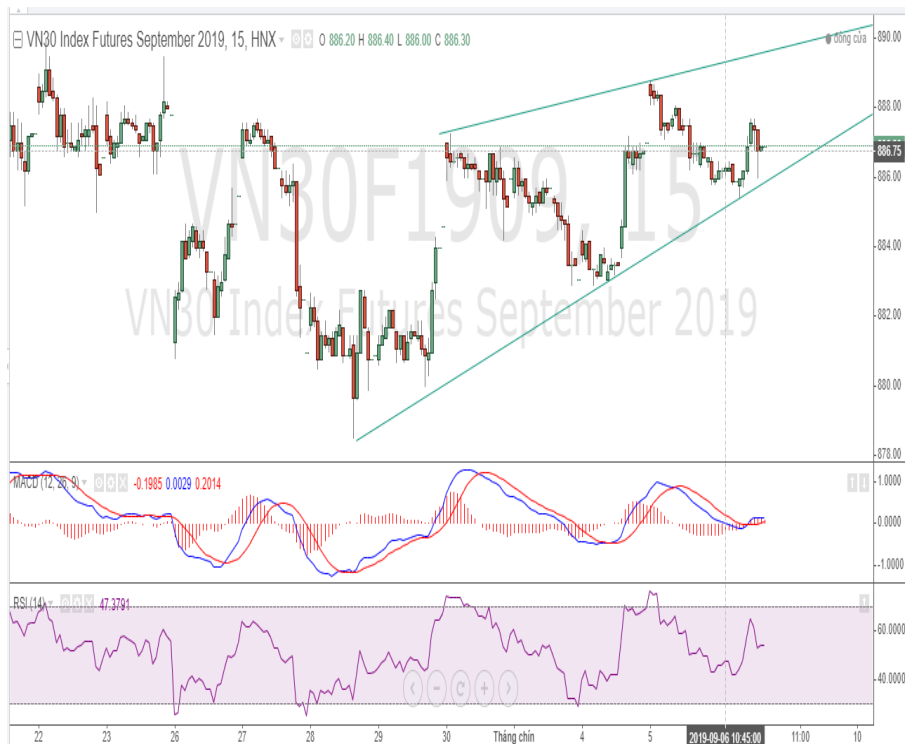 VN30 Index Futures September 2019, 15, HNX O 886.20 H 886.40 L 886.00 C 886.30
đóng cửa
VN30F1909, 15
VN30 Index Futures September 2019
890.00
888.00
886.75
886.00
884.00
882.00
880.00
878.00
MACD (12, 26, 9) -0.1985 0.0029 0.2014
1.0000
0.0000
-1.0000
RSI (14) 47.3791
60.0000
40.0000
22 23 26 27 28 29 30 Tháng chín 4 5 2019-09-06 10:45:00 11:00 10